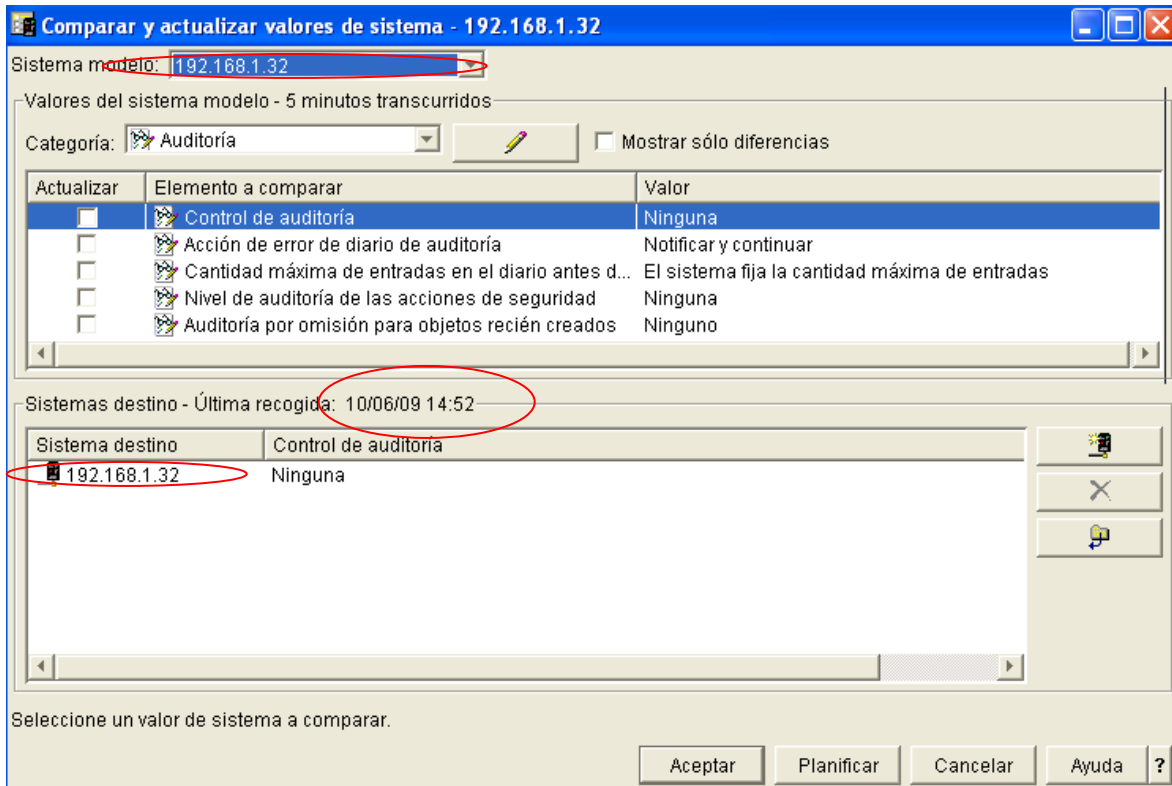 Comparar y actualizar valores de sistema - 192.168.1.32
Sistema modelo: 192.168.1.32
Valores del sistema modelo - 5 minutos transcurridos
Categoría: Auditoría Mostrar sólo diferencias
Actualizar Elemento a comparar Valor
Control de auditoría Ninguna
Acción de error de diario de auditoría Notificar y continuar
Cantidad máxima de entradas en el diario antes d... El sistema fija la cantidad máxima de entradas
Nivel de auditoría de las acciones de seguridad Ninguna
Auditoría por omisión para objetos recién creados Ninguno
Sistemas destino - Última recogida: 10/06/09 14:52
Sistema destino Control de auditoría
192.168.1.32 Ninguna
Seleccione un valor de sistema a comparar.
Aceptar Planificar Cancelar Ayuda ?